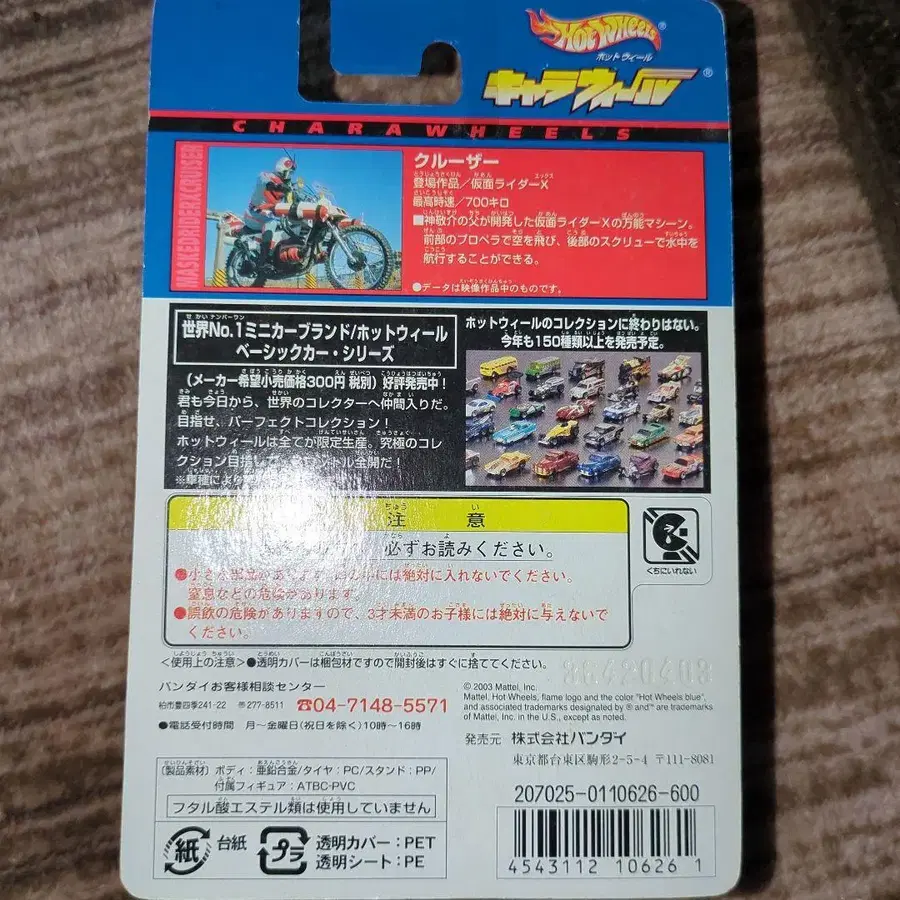 Hot Wheels®
ホットウィール
キャラウィール®
CHARAWHEELS
MASKEDRIDERXCRUISER
クルーザー
登場作品/仮面ライダーX
最高時速/700キロ
■神敬介の父が開発した仮面ライダーXの万能マシーン。
前部のプロペラで空を飛び、後部のスクリューで水中を
航行することができる。
●データは映像作品中のものです。
世界No.1ミニカーブランド/ホットウィール
ベーシックカー・シリーズ
(メーカー希望小売価格300円 税別) 好評発売中!
君も今日から、世界のコレクターへ仲間入りだ。
目指せ、パーフェクトコレクション!
ホットウィールは全てが限定生産。究極のコレ
クション目指して、
トル全開だ!
※車種により
ホットウィールのコレクションに終わりはない。
今年も150種類以上を発売予定。
注意
必ずお読みください。
には絶対に入れないでください。
窒息などの危険があります。
●誤飲の危険がありますので、3才未満のお子様には絶対に与えないで
ください。
くちにいれない
<使用上の注意>●透明カバーは梱包材ですので開封後はすぐに捨ててください。
バンダイお客様相談センター
柏市豊四季241-22 〒277-8511 ☎04-7148-5571
●電話受付時間 月〜金曜日(祝日を除く)10時〜16時
© 2003 Mattel, Inc.
Mattel, Hot Wheels, flame logo and the color "Hot Wheels blue",
and associated trademarks designated by ® and™ are trademarks
of Mattel, Inc. in the U.S., except as noted.
発売元 株式会社バンダイ
東京都台東区駒形2-5-4 〒111-8081
〔製品素材〕ボディ:亜鉛合金/タイヤ:PC/スタンド:PP/
付属フィギュア:ATBC-PVC
フタル酸エステル類は使用していません
紙 台紙
プラ 透明カバー:PET
透明シート:PE
207025-0110626-600
4543112 10626 1